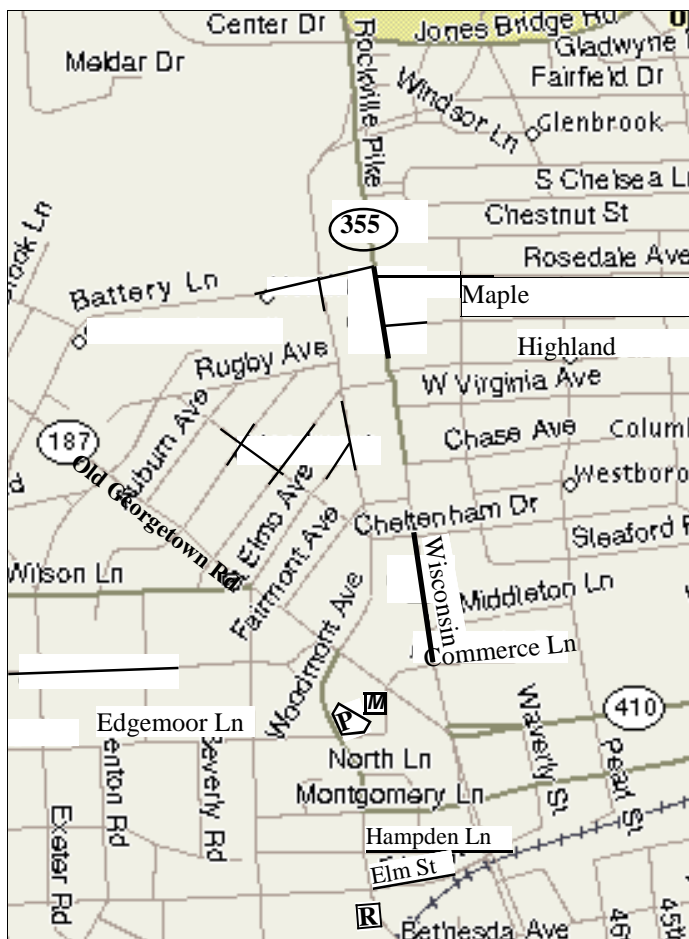 Center Dr
Jones Bridge Rd
Gladwyne
Meldar Dr
Rockville Pike
Fairfield Dr
Windsor Ln
Glenbrook
S Chelsea Ln
Chestnut St
355
Rosedale Ave
Battery Ln
Maple
Highland
Rugby Ave
W Virginia Ave
187
Auburn Ave
Chase Ave
Old Georgetown Rd.
Elmo Ave
Westboro
Fairmont Ave
Cheltenham Dr
Sleaford R
Wilson Ln
Wisconsin
Middleton Ln
Woodmont Ave
Commerce Ln
M
P
410
Edgemoor Ln
North Ln
Waverly St
Pearl St
enton Rd
Beverly Rd
Montgomery Ln
Exeter Rd
Hampden Ln
Elm St
R
Bethesda Ave
46T
45t